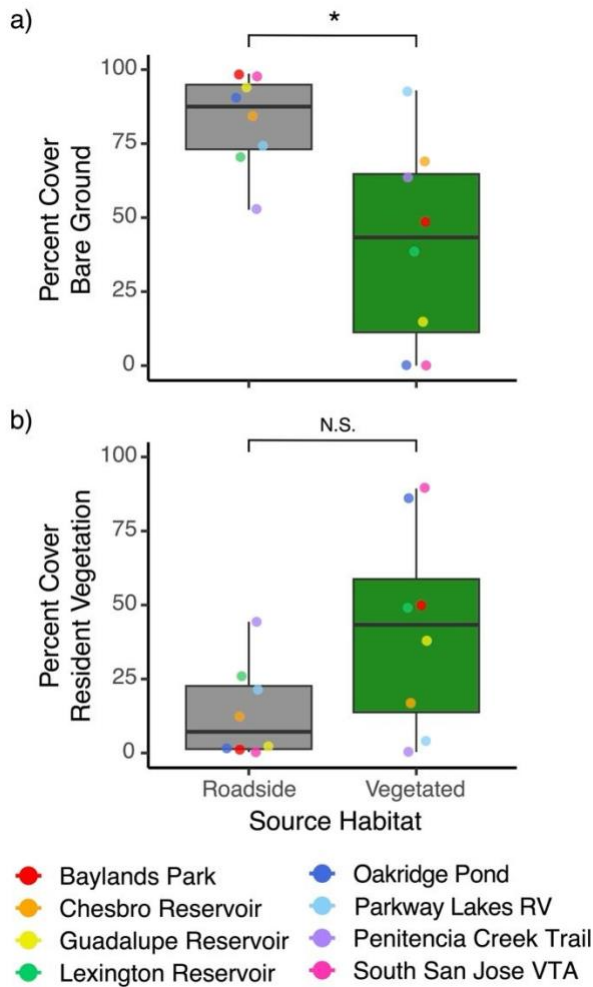 a)
*
Percent Cover
Bare Ground
100
75
50
25
0
b)
N.S.
Percent Cover
Resident Vegetation
100
75
50
25
0
Roadside Vegetated
Source Habitat
Baylands Park
Chesbro Reservoir
Guadalupe Reservoir
Lexington Reservoir
Oakridge Pond
Parkway Lakes RV
Penitencia Creek Trail
South San Jose VTA